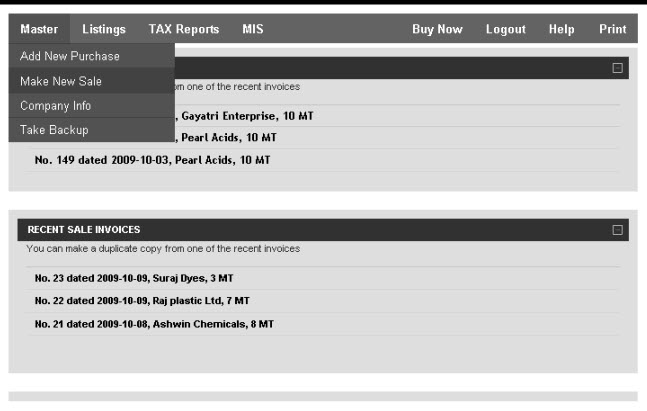 Master Listings TAX Reports MIS Buy Now Logout Help Print
Add New Purchase
Make New Sale
from one of the recent invoices
Company Info
, Gayatri Enterprise, 10 MT
Take Backup
, Pearl Acids, 10 MT
No. 149 dated 2009-10-03, Pearl Acids, 10 MT
RECENT SALE INVOICES
You can make a duplicate copy from one of the recent invoices
No. 23 dated 2009-10-09, Suraj Dyes, 3 MT
No. 22 dated 2009-10-09, Raj plastic Ltd, 7 MT
No. 21 dated 2009-10-08, Ashwin Chemicals, 8 MT